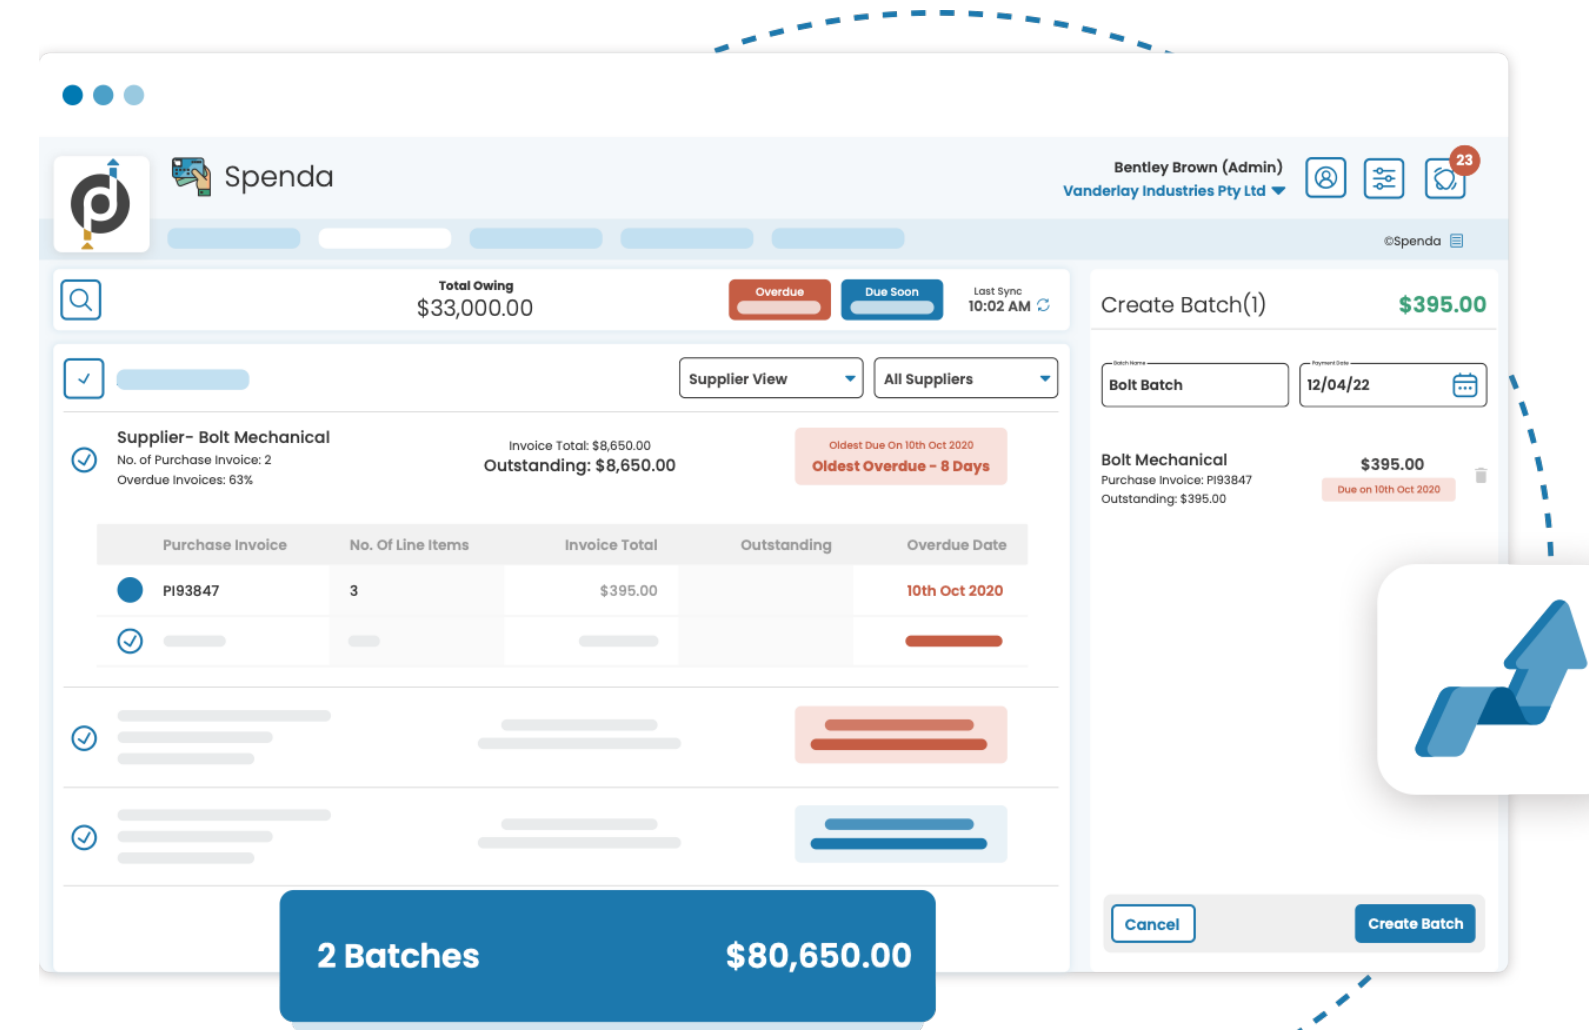 Spenda
Bentley Brown (Admin)
Vanderlay Industries Pty Ltd
23
©Spenda
Total Owing
$33,000.00
Overdue
Due Soon
Last Sync
10:02 AM
Create Batch(1)
$395.00
Supplier View
All Suppliers
Batch Name
Bolt Batch
Payment Date
12/04/22
Supplier- Bolt Mechanical
No. of Purchase Invoice: 2
Overdue Invoices: 63%
Invoice Total: $8,650.00
Outstanding: $8,650.00
Oldest Due On 10th Oct 2020
Oldest Overdue - 8 Days
Bolt Mechanical
Purchase Invoice: PI93847
Outstanding: $395.00
$395.00
Due on 10th Oct 2020
Purchase Invoice No. Of Line Items Invoice Total Outstanding Overdue Date
PI93847 3 $395.00 10th Oct 2020
Cancel
Create Batch
2 Batches $80,650.00